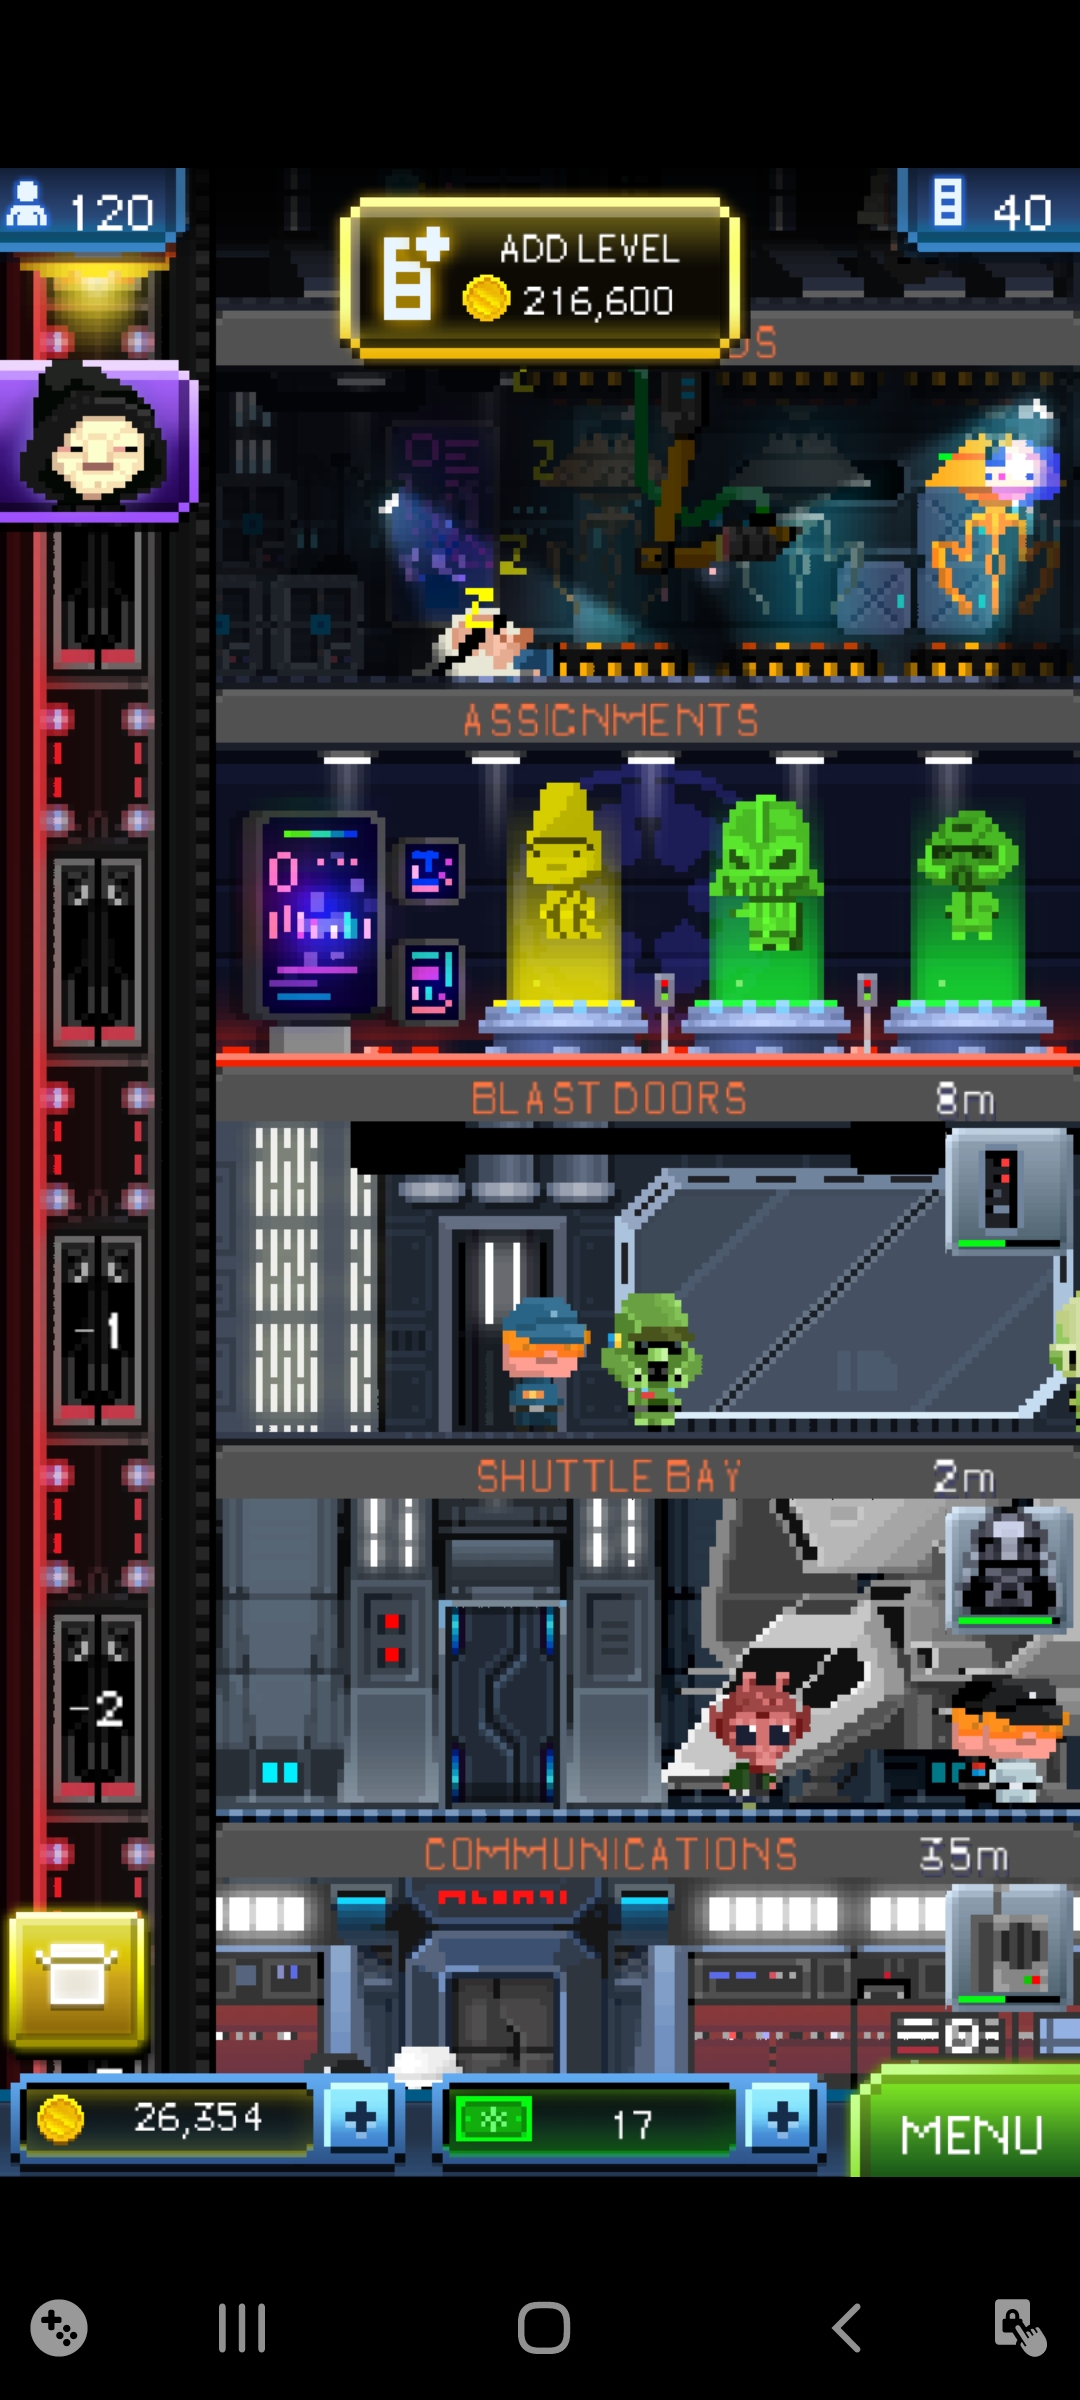 120
ADD LEVEL
216,600
40
DS
Z
Z
Z
ASSIGNMENTS
BLAST DOORS 8m
-1
SHUTTLE BAY 2m
-2
COMMUNICATIONS 35m
26,354
17
MENU